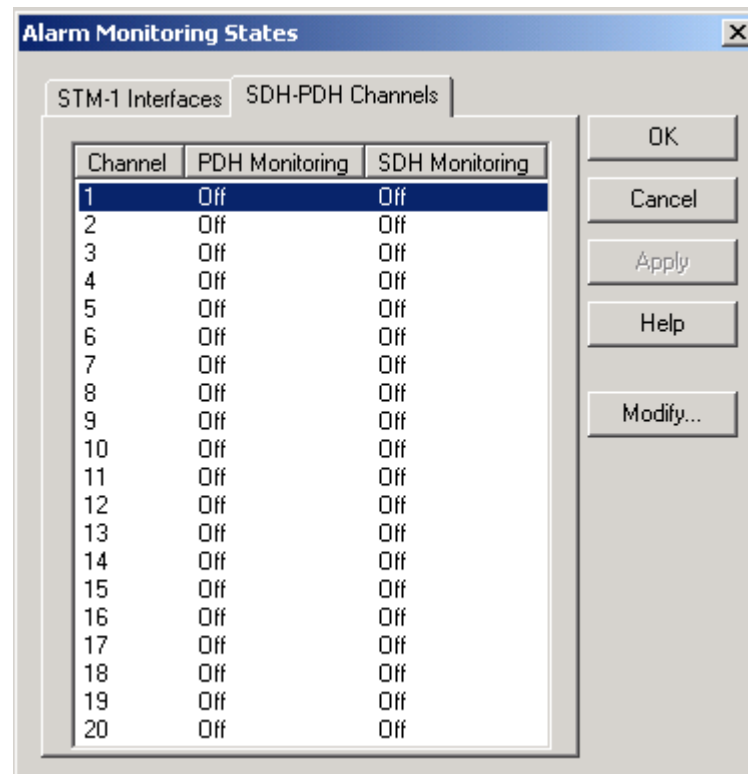 Alarm Monitoring States
STM-1 Interfaces SDH-PDH Channels
Channel PDH Monitoring SDH Monitoring
1 Off Off
2 Off Off
3 Off Off
4 Off Off
5 Off Off
6 Off Off
7 Off Off
8 Off Off
9 Off Off
10 Off Off
11 Off Off
12 Off Off
13 Off Off
14 Off Off
15 Off Off
16 Off Off
17 Off Off
18 Off Off
19 Off Off
20 Off Off
OK
Cancel
Apply
Help
Modify...